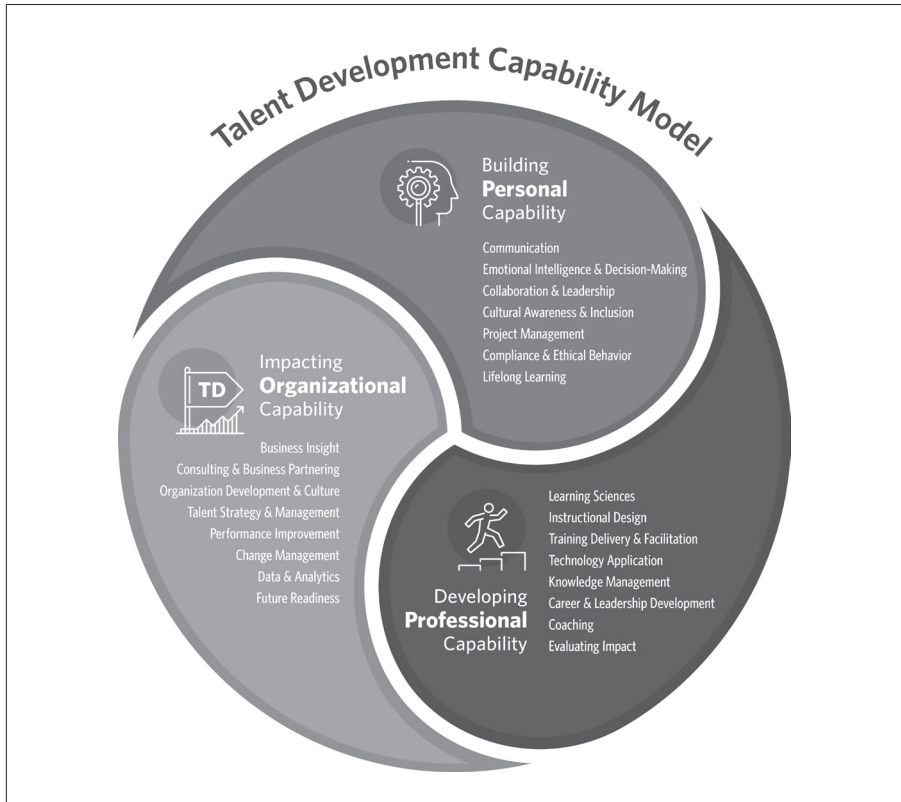 Talent Development Capability Model
Building
Personal
Capability
Communication
Emotional Intelligence & Decision-Making
Collaboration & Leadership
Cultural Awareness & Inclusion
Project Management
Compliance & Ethical Behavior
Lifelong Learning
TD
Impacting
Organizational
Capability
Business Insight
Consulting & Business Partnering
Organization Development & Culture
Talent Strategy & Management
Performance Improvement
Change Management
Data & Analytics
Future Readiness
Developing
Professional
Capability
Learning Sciences
Instructional Design
Training Delivery & Facilitation
Technology Application
Knowledge Management
Career & Leadership Development
Coaching
Evaluating Impact